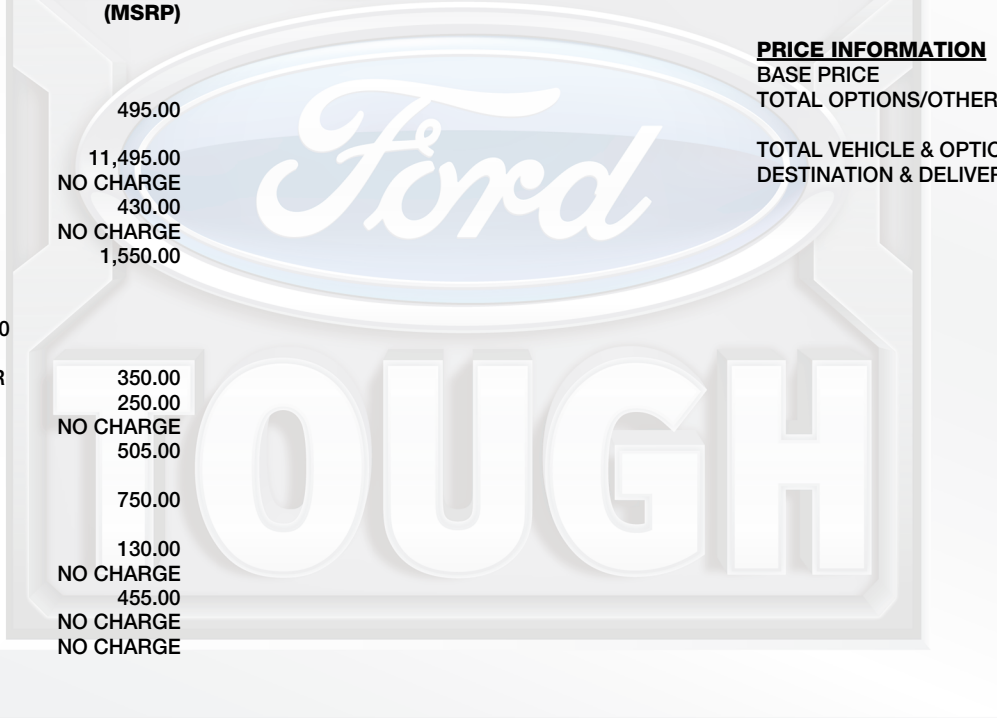 (MSRP)
495.00
11,495.00
NO CHARGE
430.00
NO CHARGE
1,550.00
0
R
350.00
250.00
NO CHARGE
505.00
750.00
130.00
NO CHARGE
455.00
NO CHARGE
NO CHARGE
PRICE INFORMATION
BASE PRICE
TOTAL OPTIONS/OTHER
TOTAL VEHICLE & OPTIO
DESTINATION & DELIVER
Ford
TOUGH